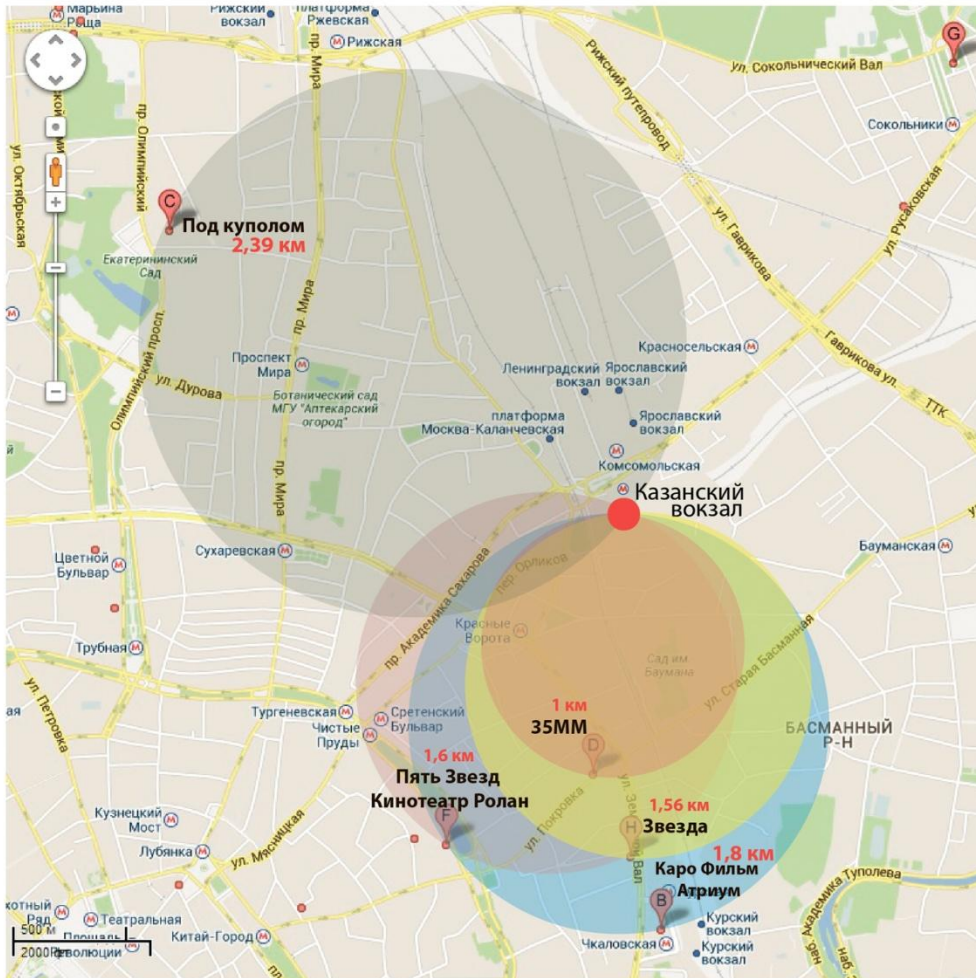 Марьина
Роща
Рижский
вокзал
платформа
Ржевская
Рижская
пр. Мира
Рижский путепровод
ул. Сокольнический Вал
G
Сокольники
ул. Октябрьская
пр. Олимпийский
C
Под куполом
2,39 км
Екатерининский
Сад
ул. Гаврикова
ул. Русаковская
пр. Мира
Олимпийский просп.
Проспект
Мира
ул. Дурова
Ботанический сад
МГУ "Аптекарский
огород"
Ленинградский
вокзал
Ярославский
вокзал
Красносельская
Гаврикова ул.
ТТК
платформа
Москва-Каланчевская
Ярославский
вокзал
Комсомольская
пр. Мира
Казанский
вокзал
Сухаревская
Цветной
Бульвар
пр. Академика Сахарова
пер. Орликов
Бауманская
Красные
Ворота
Трубная
Сад им.
Баумана
ул. Старая Басманная
ул. Петровка
Тургеневская
Чистые
Пруды
Сретенский
Бульвар
1 км
35ММ
D
БАСМАННЫЙ
Р-Н
1,6 км
Пять Звезд
Кинотеатр Ролан
F
ул. Покровка
1,56 км
Звезда
H
Вал
1,8 км
Каро Фильм
Атриум
B
Кузнецкий
Мост
Лубянка
ул. Мясницкая
Театральная
Китай-Город
500 м
Курский
вокзал
Чкаловская
Курский
вокзал
Академика Туполева
наб.